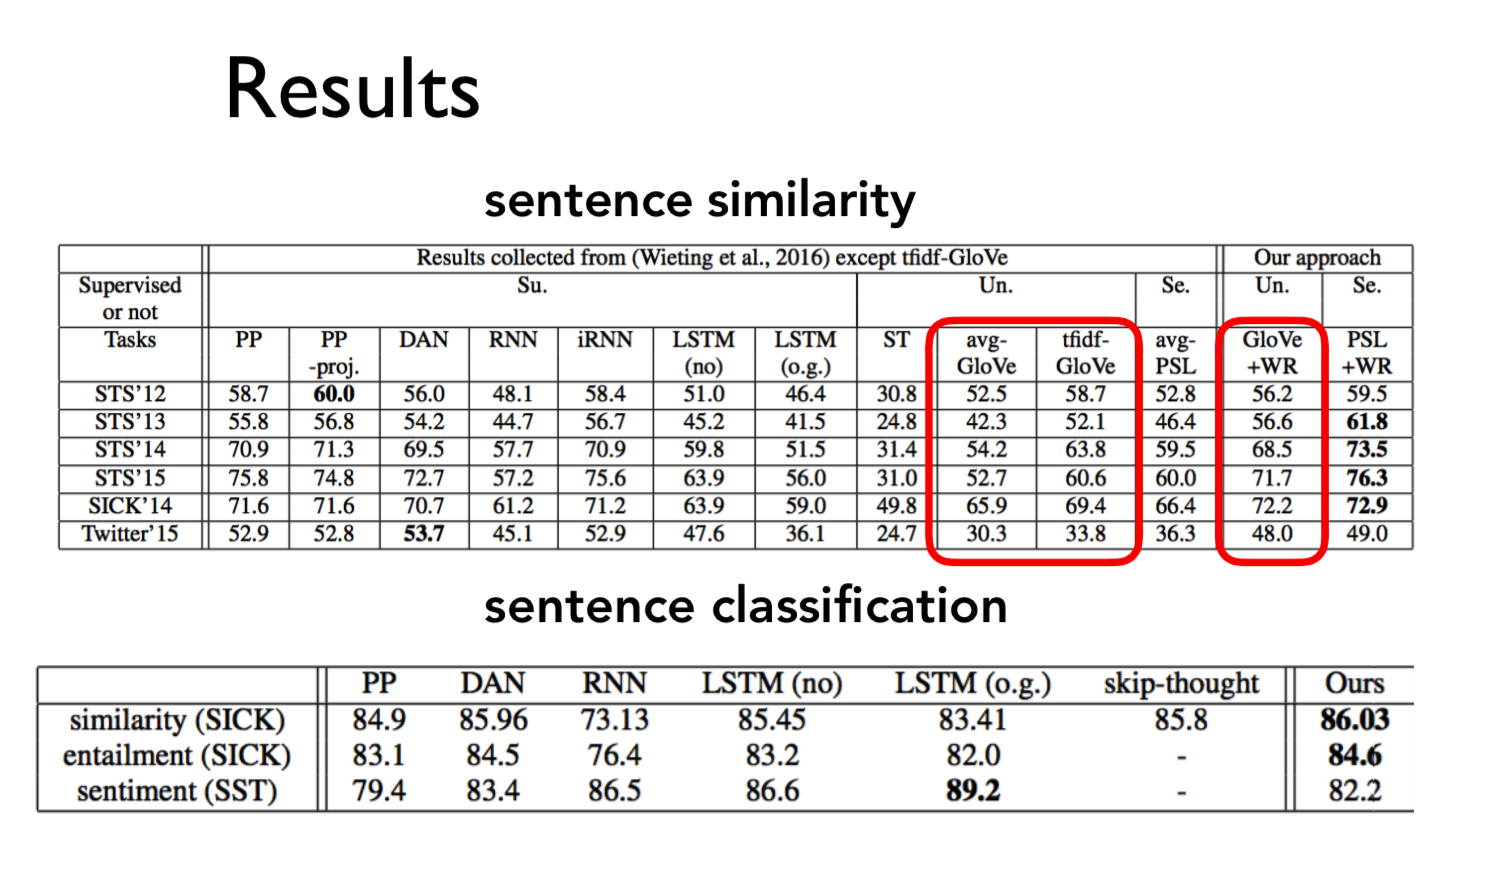 Results
sentence similarity
Results collected from (Wieting et al., 2016) except tfidf-GloVe Our approach
Supervised or not Su. Un. Se. Un. Se.
Tasks PP PP -proj. DAN RNN iRNN LSTM (no) LSTM (o.g.) ST avg-GloVe tfidf-GloVe avg-PSL GloVe +WR PSL +WR
STS'12 58.7 60.0 56.0 48.1 58.4 51.0 46.4 30.8 52.5 58.7 52.8 56.2 59.5
STS'13 55.8 56.8 54.2 44.7 56.7 45.2 41.5 24.8 42.3 52.1 46.4 56.6 61.8
STS'14 70.9 71.3 69.5 57.7 70.9 59.8 51.5 31.4 54.2 63.8 59.5 68.5 73.5
STS'15 75.8 74.8 72.7 57.2 75.6 63.9 56.0 31.0 52.7 60.6 60.0 71.7 76.3
SICK'14 71.6 71.6 70.7 61.2 71.2 63.9 59.0 49.8 65.9 69.4 66.4 72.2 72.9
Twitter'15 52.9 52.8 53.7 45.1 52.9 47.6 36.1 24.7 30.3 33.8 36.3 48.0 49.0
sentence classification
PP DAN RNN LSTM (no) LSTM (o.g.) skip-thought Ours
similarity (SICK) 84.9 85.96 73.13 85.45 83.41 85.8 86.03
entailment (SICK) 83.1 84.5 76.4 83.2 82.0 - 84.6
sentiment (SST) 79.4 83.4 86.5 86.6 89.2 - 82.2